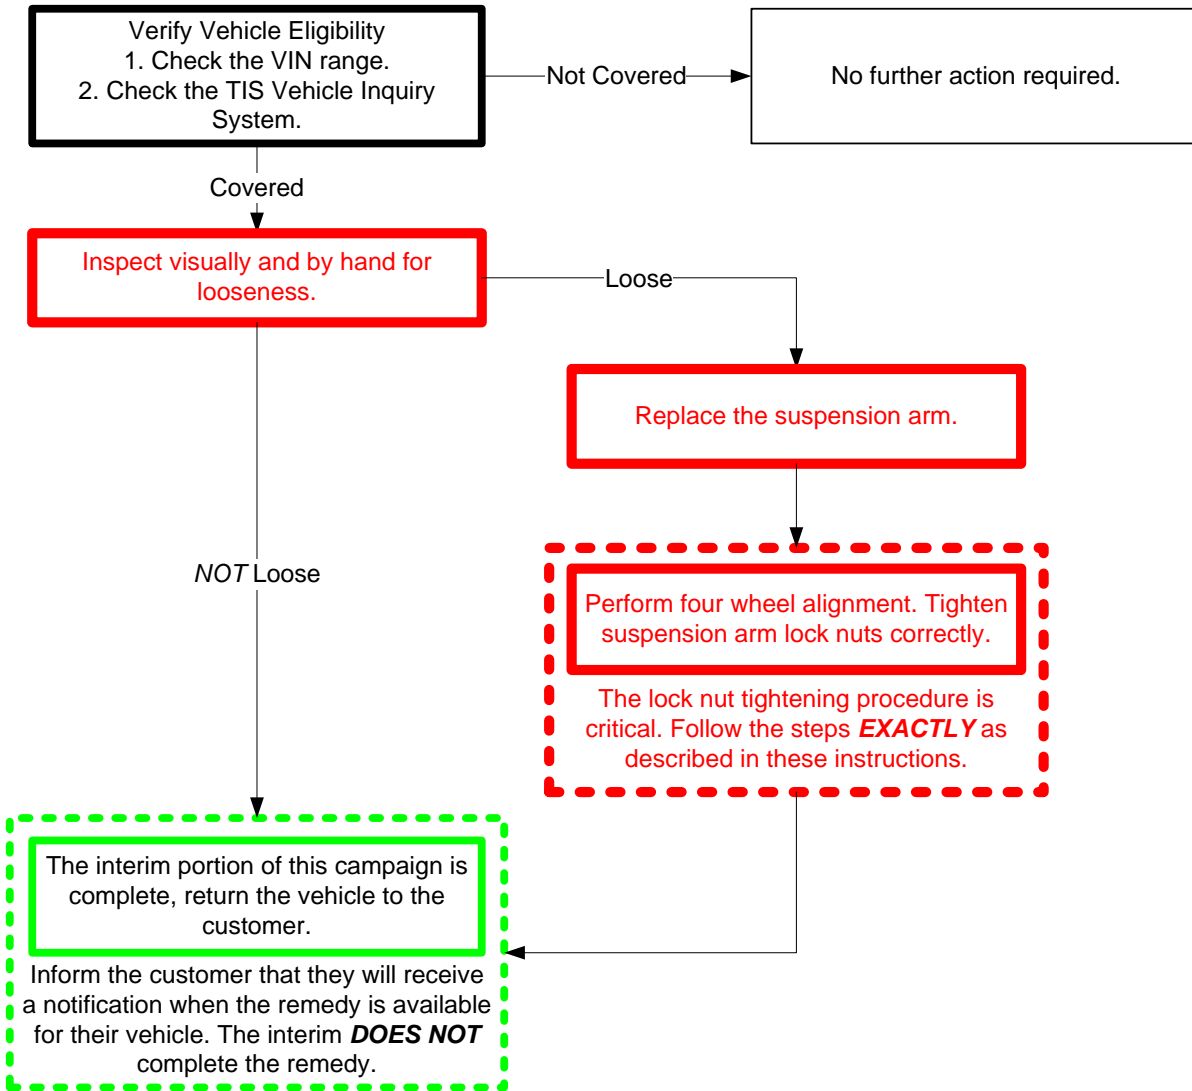 Verify Vehicle Eligibility
1. Check the VIN range.
2. Check the TIS Vehicle Inquiry
System.
Not Covered
No further action required.
Covered
Inspect visually and by hand for
looseness.
Loose
Replace the suspension arm.
NOT Loose
Perform four wheel alignment. Tighten
suspension arm lock nuts correctly.
The lock nut tightening procedure is
critical. Follow the steps EXACTLY as
described in these instructions.
The interim portion of this campaign is
complete, return the vehicle to the
customer.
Inform the customer that they will receive
a notification when the remedy is available
for their vehicle. The interim DOES NOT
complete the remedy.